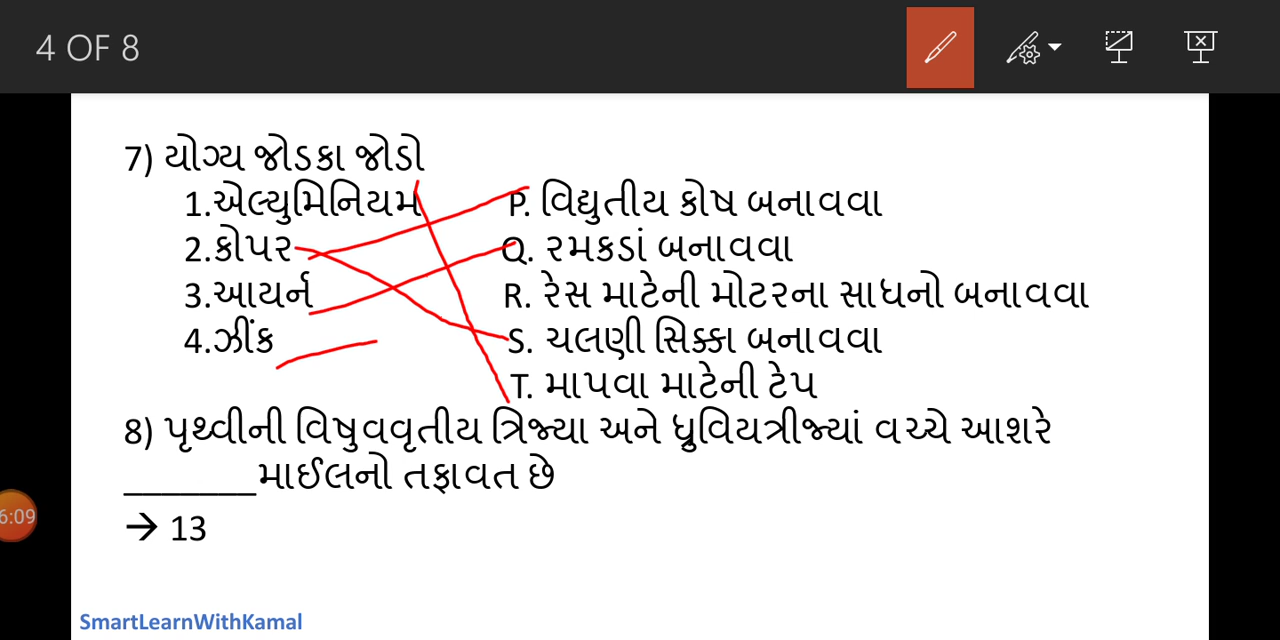 4 OF 8
7) યોગ્ય જોડકા જોડો
1.એલ્યુમિનિયમ P. વિદ્યુતીય કોષ બનાવવા
2.કોપર Q. રમકડાં બનાવવા
3.આયર્ન R. રેસ માટેની મોટરના સાધનો બનાવવા
4.ઝીંક S. ચલણી સિક્કા બનાવવા
T. માપવા માટેની ટેપ
8) પૃથ્વીની વિષુવવૃતીય ત્રિજ્યા અને ધ્રુવિયત્રીજ્યાં વચ્ચે આશરે
_______માઈલનો તફાવત છે
→ 13
6:09
SmartLearnWithKamal